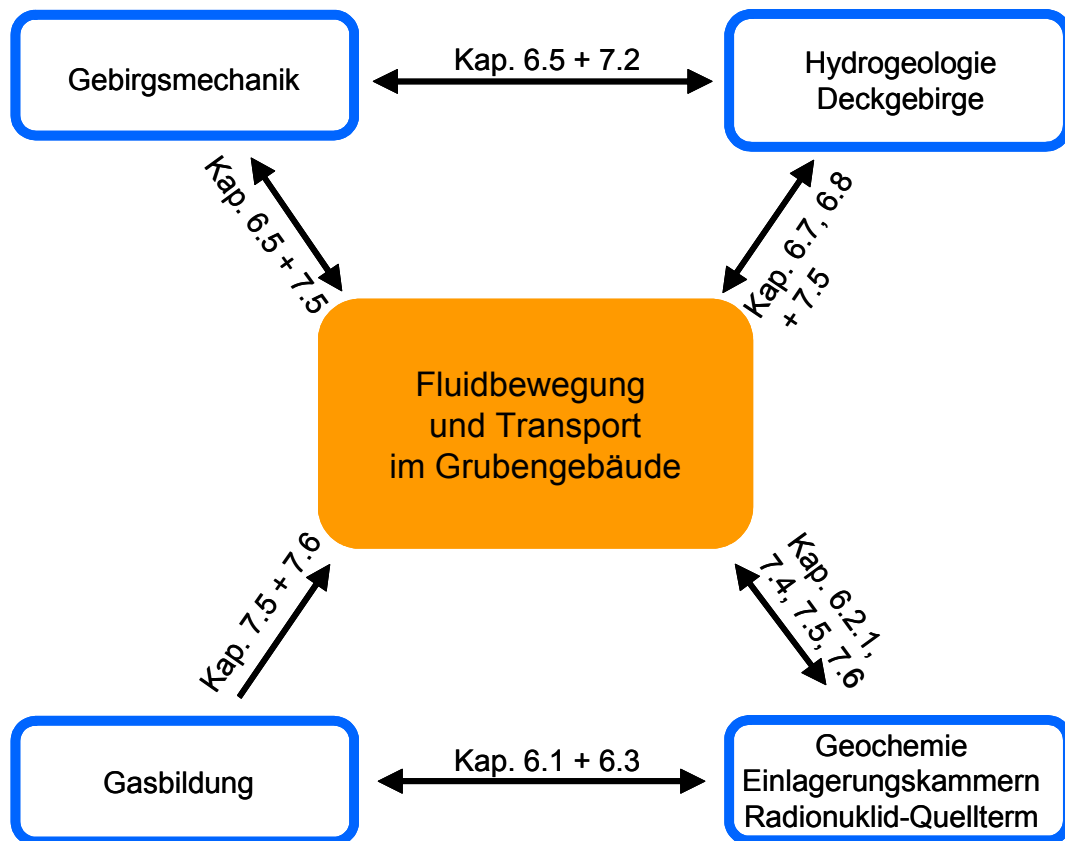 Gebirgsmechanik
Kap. 6.5 + 7.2
Hydrogeologie
Deckgebirge
Kap. 6.5 + 7.5
Kap. 6.7, 6.8
+ 7.5
Fluidbewegung
und Transport
im Grubengebäude
Kap. 7.5 + 7.6
Kap. 6.2.1,
7.4, 7.5, 7.6
Gasbildung
Kap. 6.1 + 6.3
Geochemie
Einlagerungskammern
Radionuklid-Quellterm